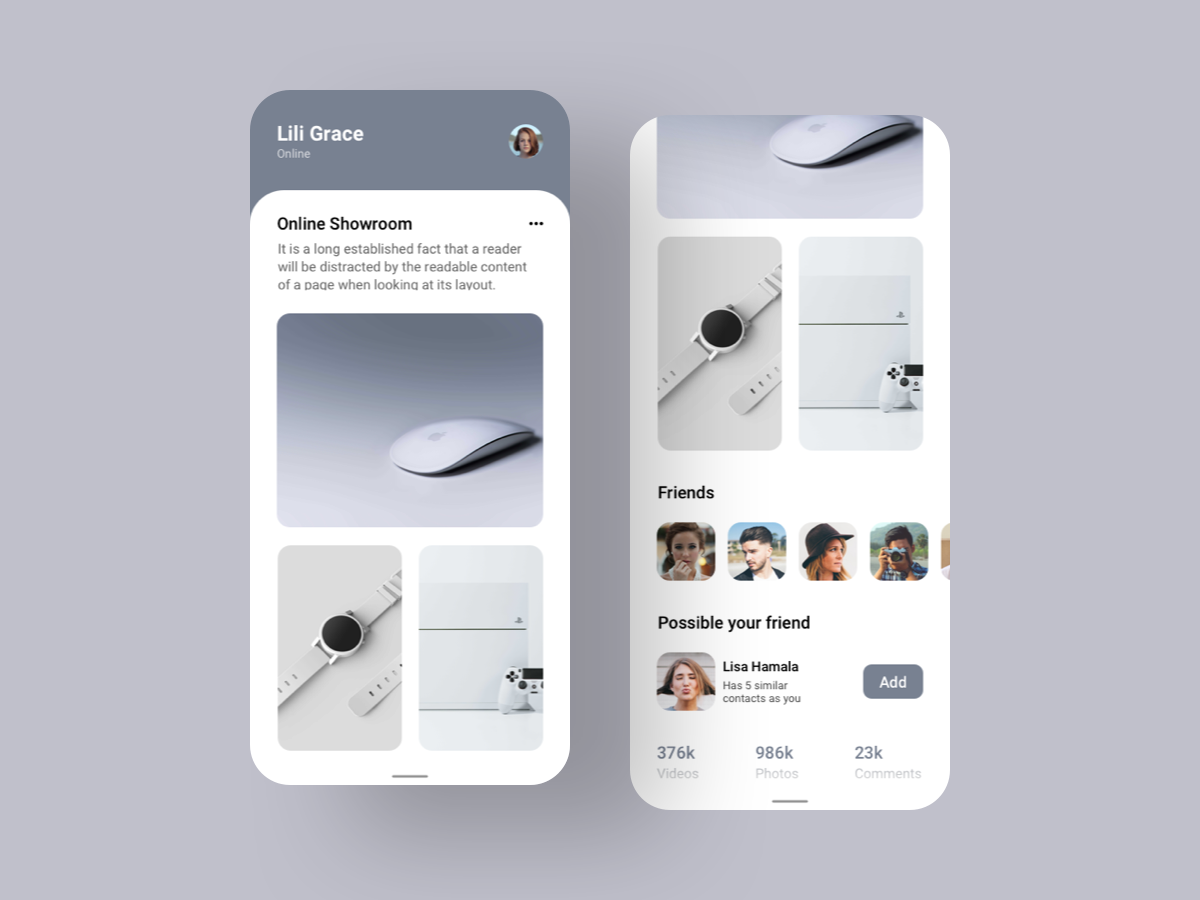 Lili Grace
Online
Online Showroom
It is a long established fact that a reader
will be distracted by the readable content
of a page when looking at its layout.
Friends
Possible your friend
Lisa Hamala
Has 5 similar
contacts as you
Add
376k
986k
23k
Videos
Photos
Comments